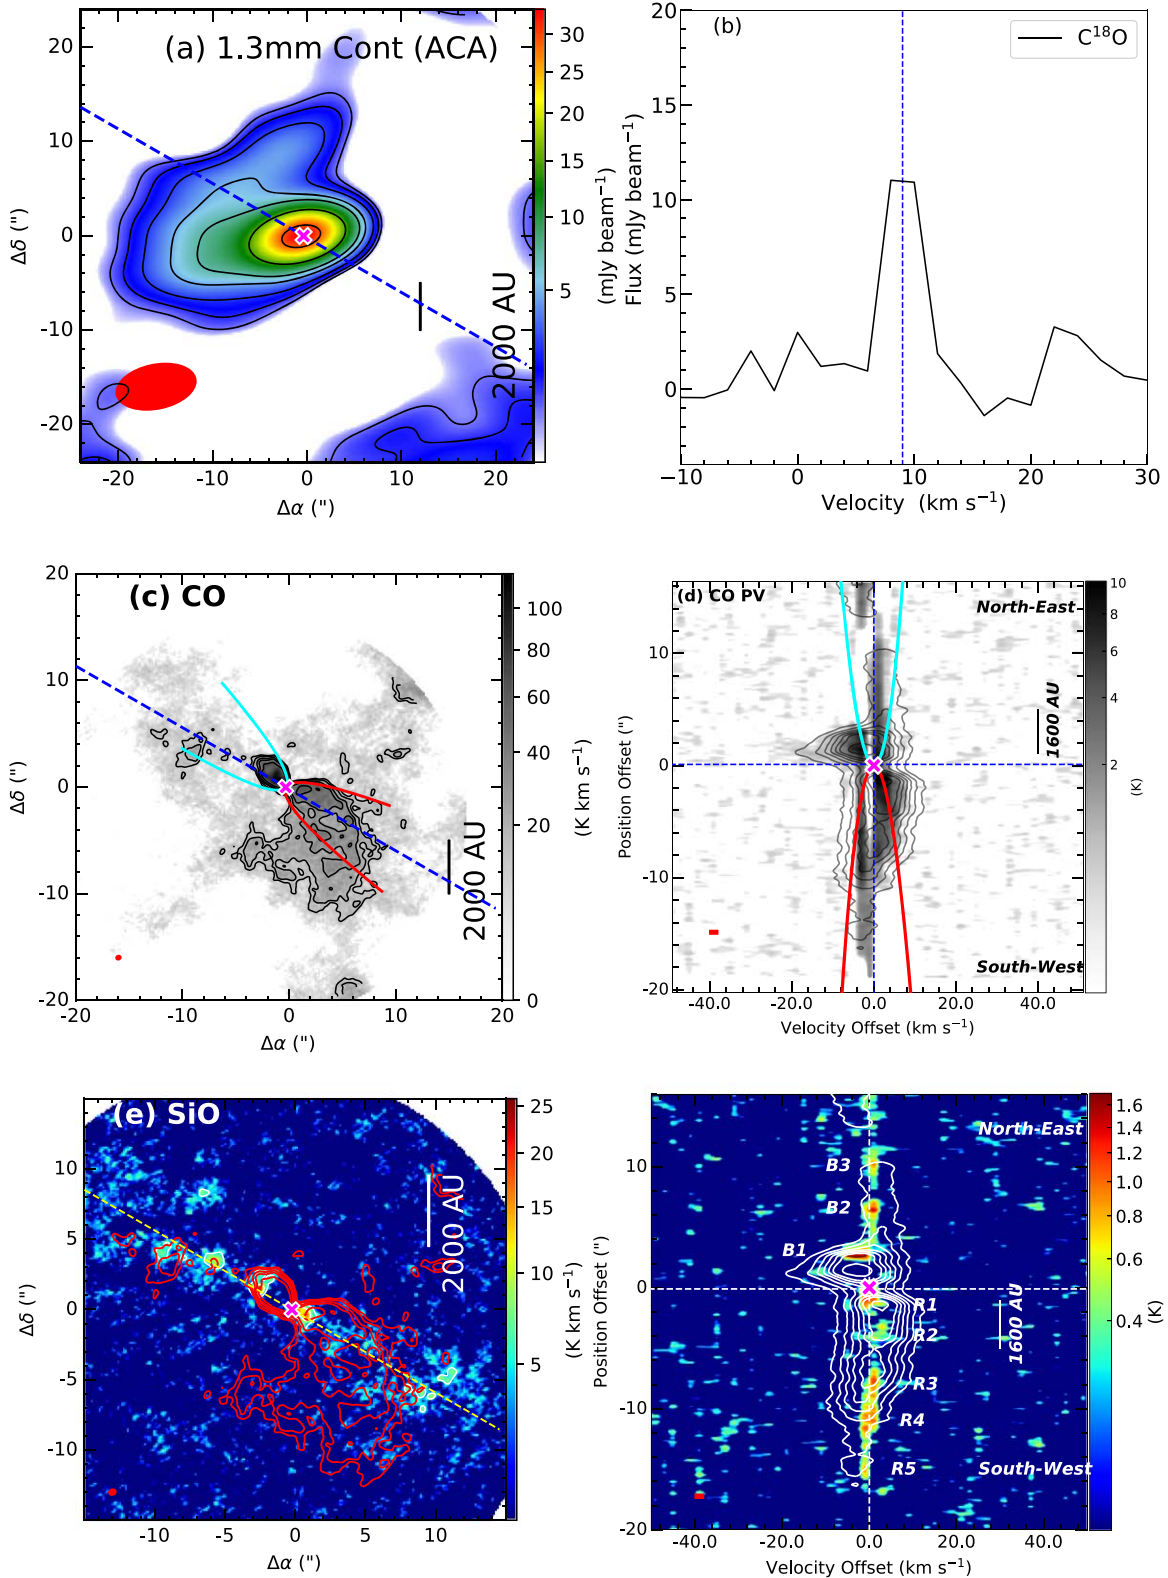 (a) 1.3mm Cont (ACA)
20
10
0
-10
-20
Δδ (")
-20
-10
0
10
20
Δα (")
2000 AU
30
25
20
15
10
5
(mJy beam⁻¹)
(b)
C¹⁸O
20
15
10
5
0
Flux (mJy beam⁻¹)
−10
0
10
20
30
Velocity (km s⁻¹)
(c) CO
20
10
0
-10
-20
Δδ (")
-20
-10
0
10
20
Δα (")
2000 AU
100
80
60
40
20
0
(K km s⁻¹)
(d) CO PV
North-East
South-West
1600 AU
10
0
-10
-20
Position Offset (")
-40.0
-20.0
0.0
20.0
40.0
Velocity Offset (km s⁻¹)
10
8
6
4
2
(K)
(e) SiO
10
5
0
-5
-10
Δδ (")
-10
-5
0
5
10
Δα (")
2000 AU
25
20
15
10
5
(K km s⁻¹)
North-East
B3
B2
B1
R1
R2
R3
R4
R5
South-West
1600 AU
10
0
-10
-20
Position Offset (")
-40.0
-20.0
0.0
20.0
40.0
Velocity Offset (km s⁻¹)
1.6
1.4
1.2
1.0
0.8
0.6
0.4
(K)